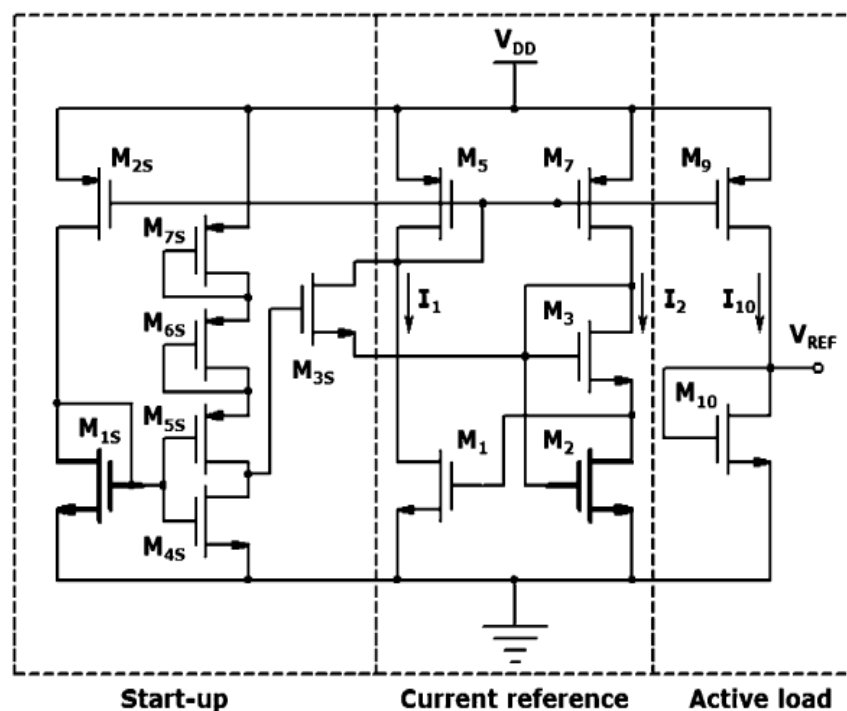 V_DD
M_2S
M_5
M_7
M_9
M_7S
I_1
I_2
I_10
M_6S
M_3
V_REF
M_3S
M_10
M_5S
M_1S
M_1
M_2
M_4S
Start-up
Current reference
Active load